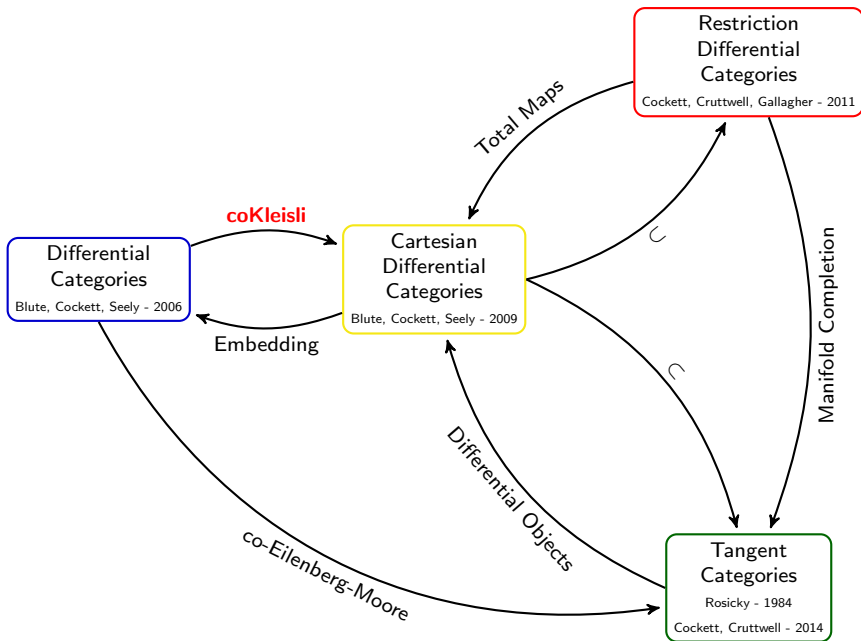 Restriction
Differential
Categories
Cockett, Cruttwell, Gallagher - 2011
Total Maps
coKleisli
⊂
Differential
Categories
Blute, Cockett, Seely - 2006
Cartesian
Differential
Categories
Blute, Cockett, Seely - 2009
Embedding
Manifold Completion
⊂
Differential Objects
co-Eilenberg-Moore
Tangent
Categories
Rosicky - 1984
Cockett, Cruttwell - 2014